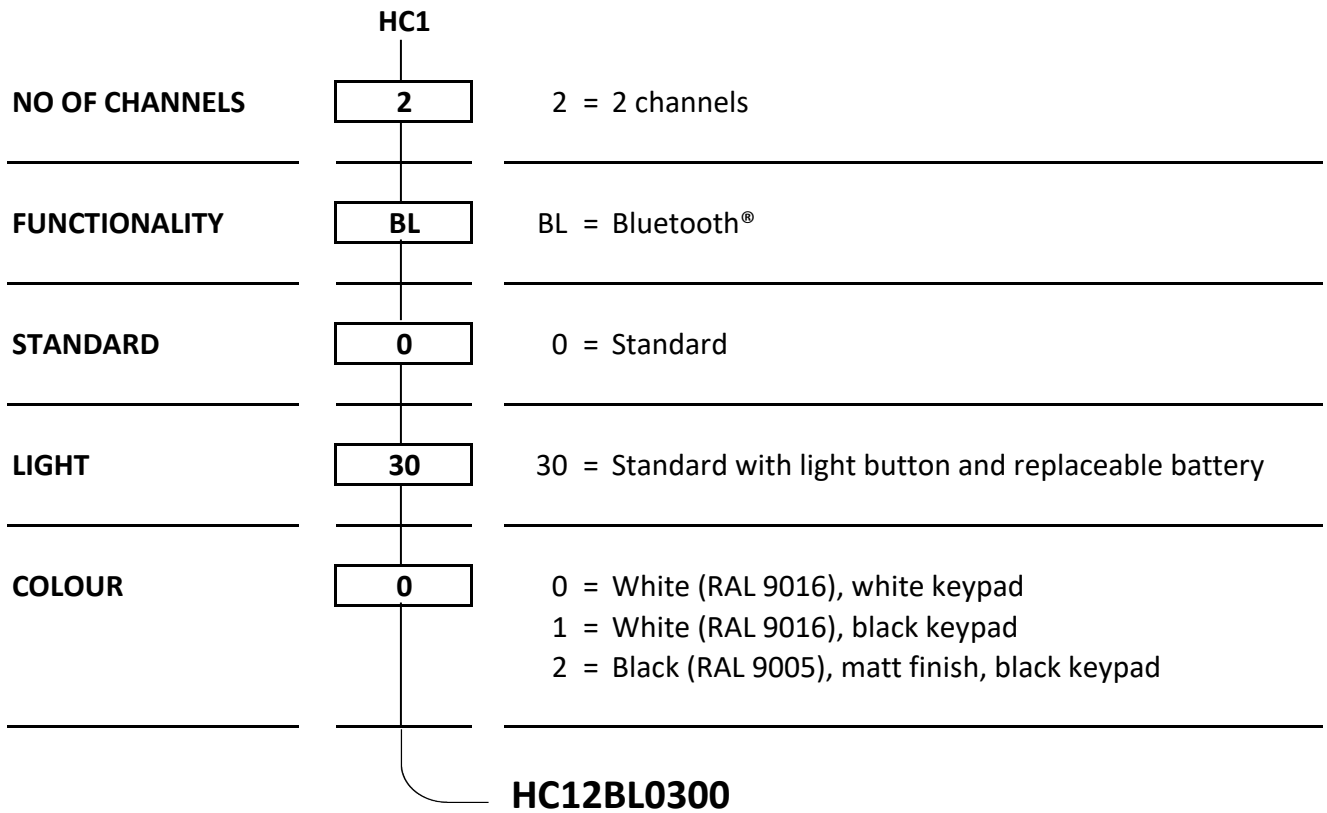 HC1
NO OF CHANNELS 2 2 = 2 channels
FUNCTIONALITY BL BL = Bluetooth®
STANDARD 0 0 = Standard
LIGHT 30 30 = Standard with light button and replaceable battery
COLOUR 0 0 = White (RAL 9016), white keypad
1 = White (RAL 9016), black keypad
2 = Black (RAL 9005), matt finish, black keypad
HC12BL0300